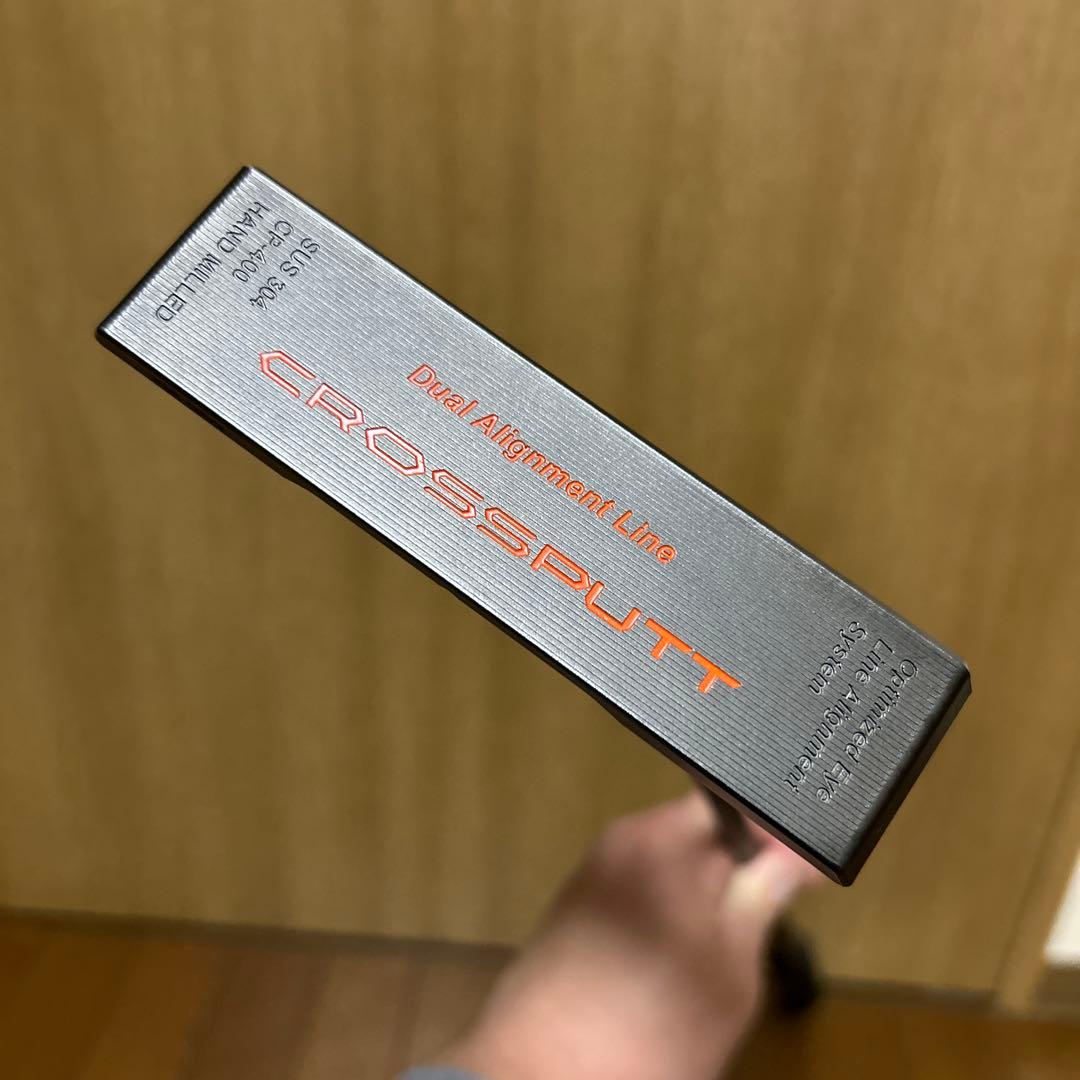 SUS 304
CP-400
HAND MILLED
Dual Alignment Line
CROSSPUTT
Optimized Eye
Line Alignment
System